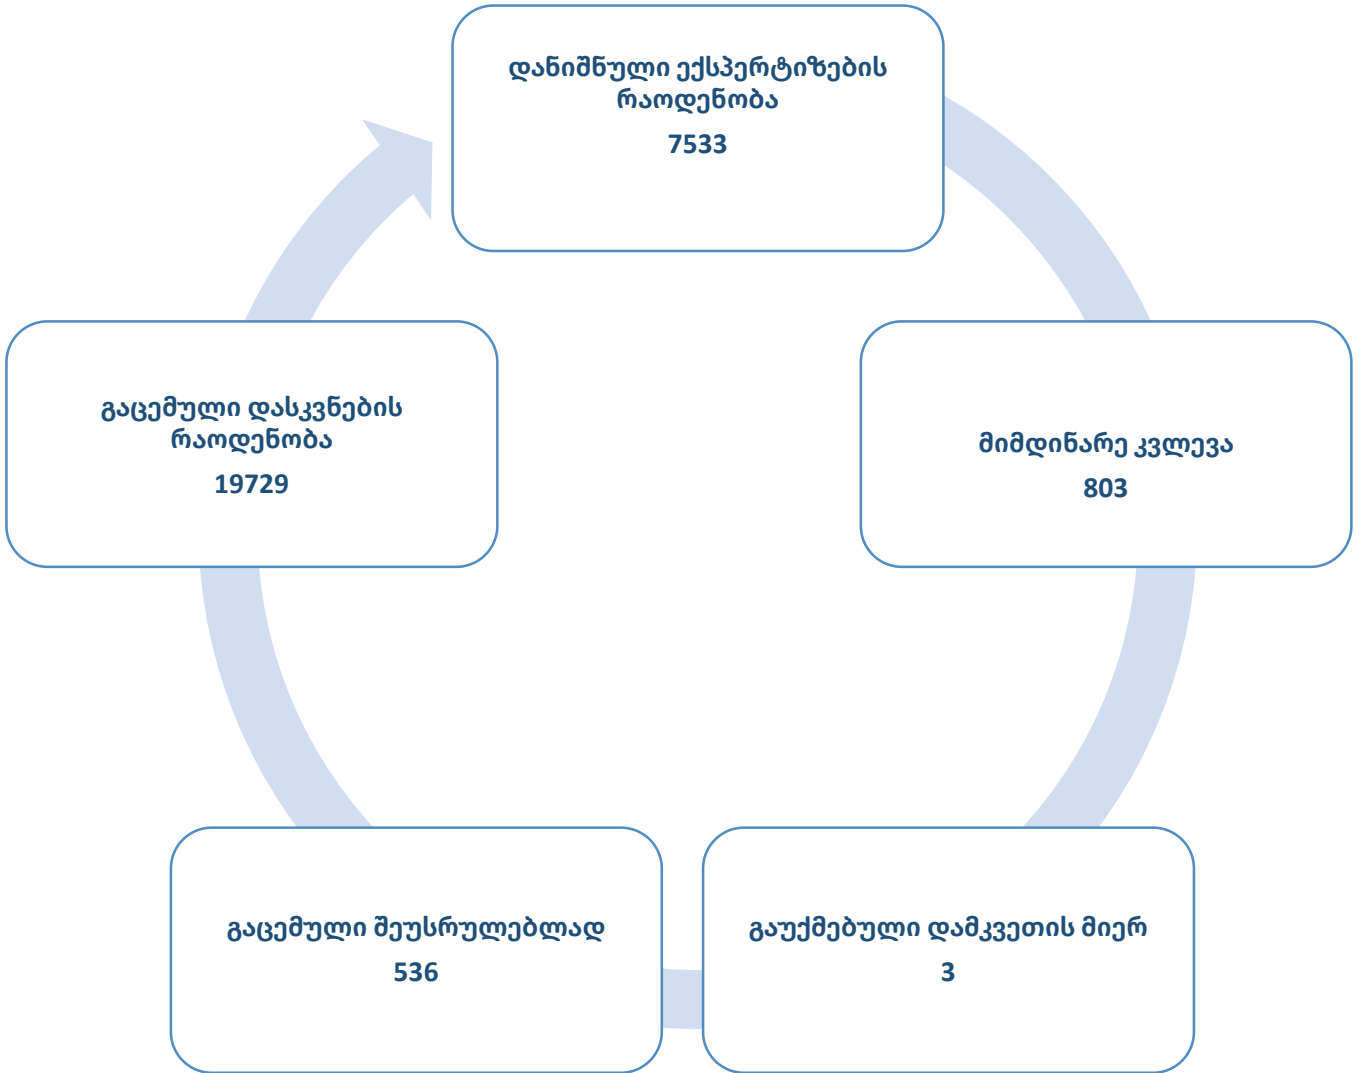 დანიშნული ექსპერტიზების
რაოდენობა
7533
მიმდინარე კვლევა
803
გაუქმებული დამკვეთის მიერ
3
გაცემული შეუსრულებლად
536
გაცემული დასკვნების
რაოდენობა
19729